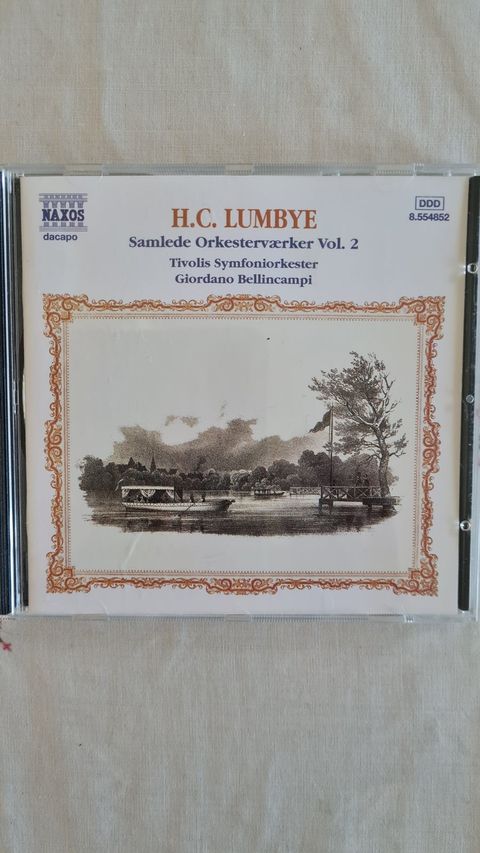 NAXOS
dacapo
DDD
8.554852
H.C. LUMBYE
Samlede Orkesterværker Vol. 2
Tivolis Symfoniorkester
Giordano Bellincampi